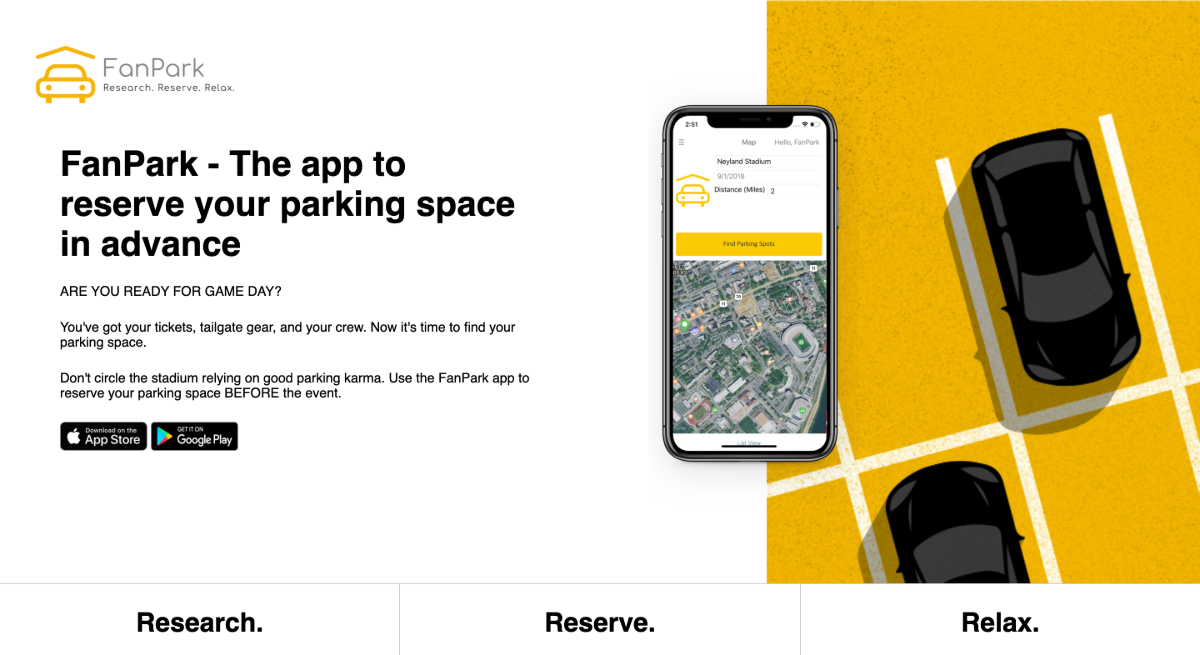 FanPark
Research. Reserve. Relax.
FanPark - The app to
reserve your parking space
in advance
ARE YOU READY FOR GAME DAY?
You've got your tickets, tailgate gear, and your crew. Now it's time to find your
parking space.
Don't circle the stadium relying on good parking karma. Use the FanPark app to
reserve your parking space BEFORE the event.
Download on the
App Store
GET IT ON
Google Play
2:51
Map
Hello, FanPark
Neyland Stadium
9/1/2018
Distance (Miles) 2
Find Parking Spots
11
70
11
List View
Research.
Reserve.
Relax.